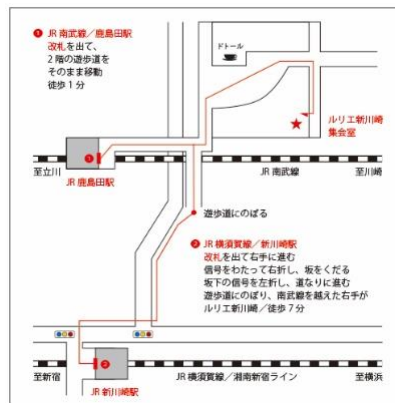 ❶ JR 南武線／鹿島田駅
改札を出て、
2階の遊歩道を
そのまま移動
徒歩1分
ドトール
ルリエ新川崎
集会室
❶
至立川
JR 鹿島田駅
JR 南武線
至川崎
遊歩道にのぼる
❷ JR 横須賀線／新川崎駅
改札を出て右手に進む
信号をわたって右折し、坂をくだる
坂下の信号を左折し、道なりに進む
遊歩道にのぼり、南武線を越えた右手が
ルリエ新川崎／徒歩7分
❷
至新宿
JR 新川崎駅
JR 横須賀線／湘南新宿ライン
至横浜